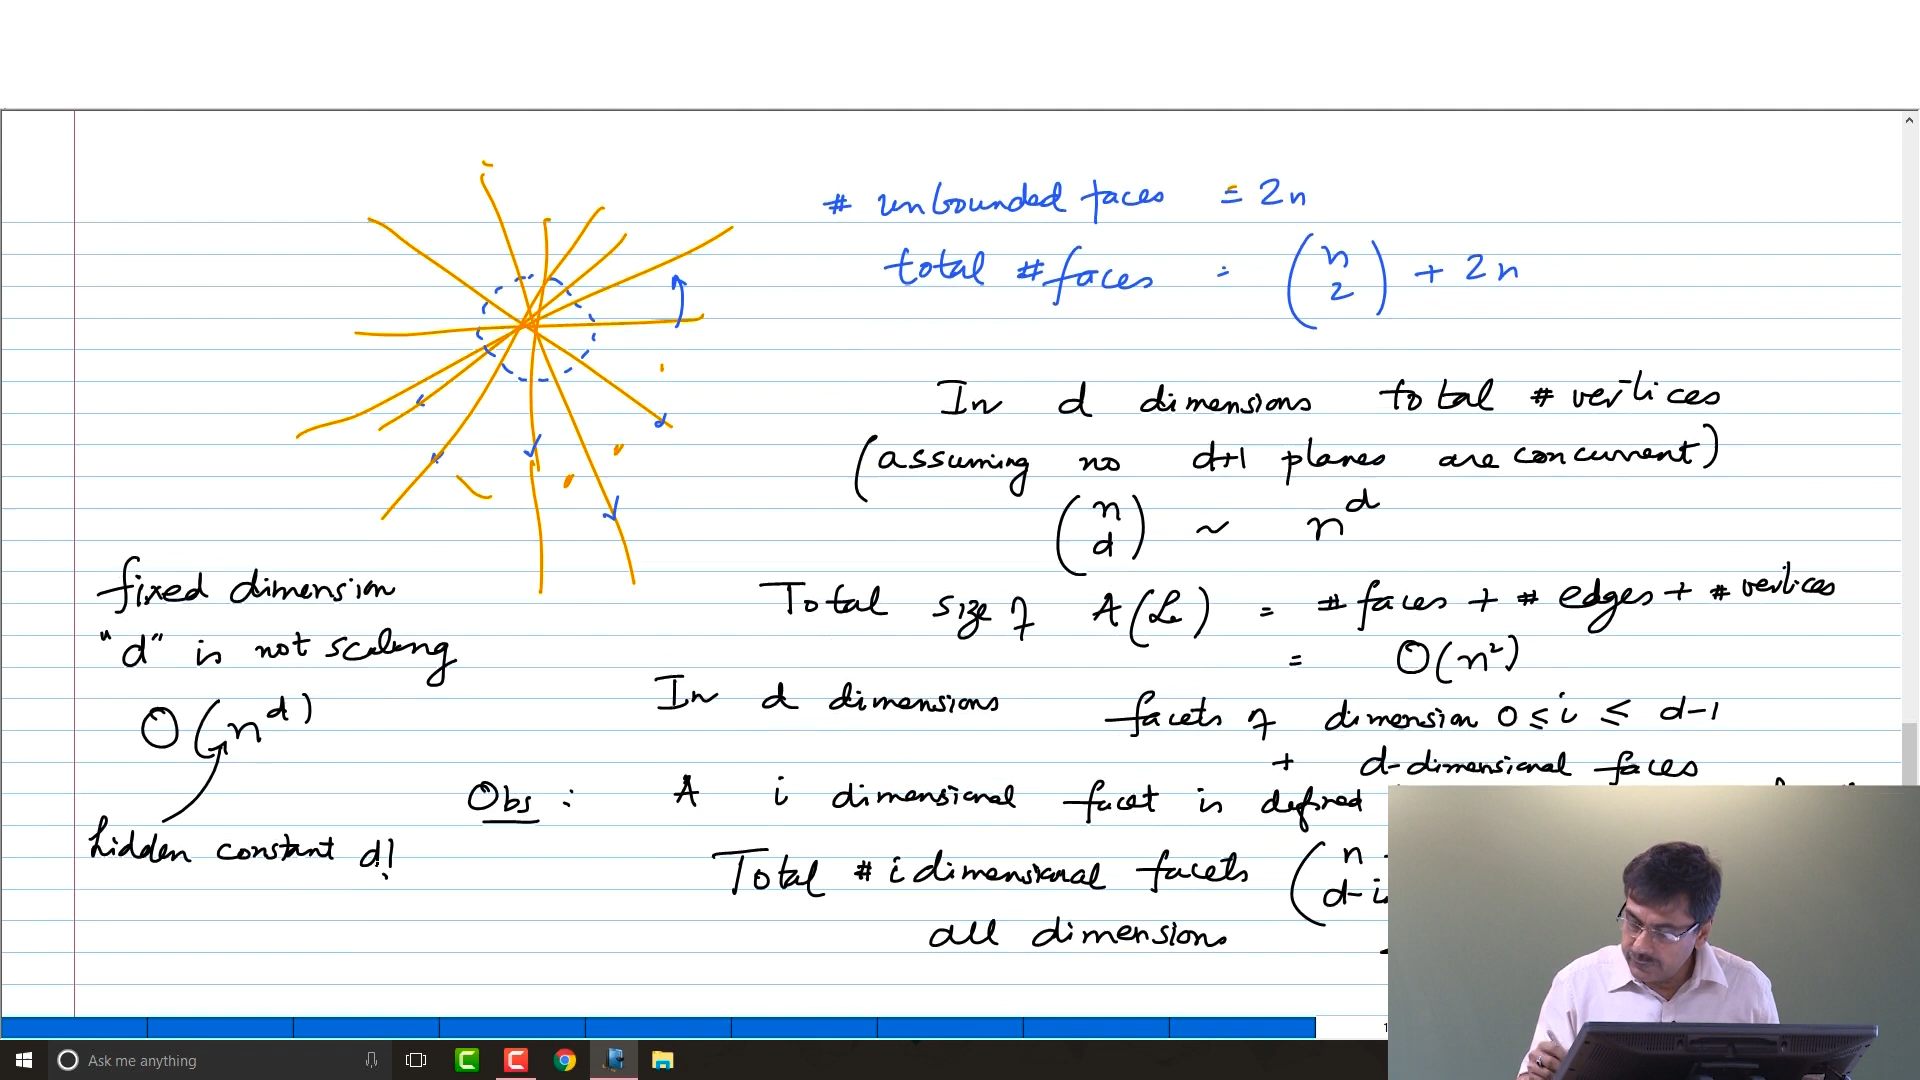 # unbounded faces = 2n
total # faces = (n 2) + 2n
In d dimensions total # vertices
(assuming no d+1 planes are concurrent)
(n d) ~ n^d
fixed dimension
"d" is not scaling
O(n^d)
hidden constant d!
Total size of A(L) = # faces + # edges + # vertices
= O(n²)
In d dimensions facets of dimension 0 ≤ i ≤ d-1
+ d-dimensional faces
Obs : A i dimensional facet is defined
Total # i dimensional facets (n d-i
all dimensions
Ask me anything